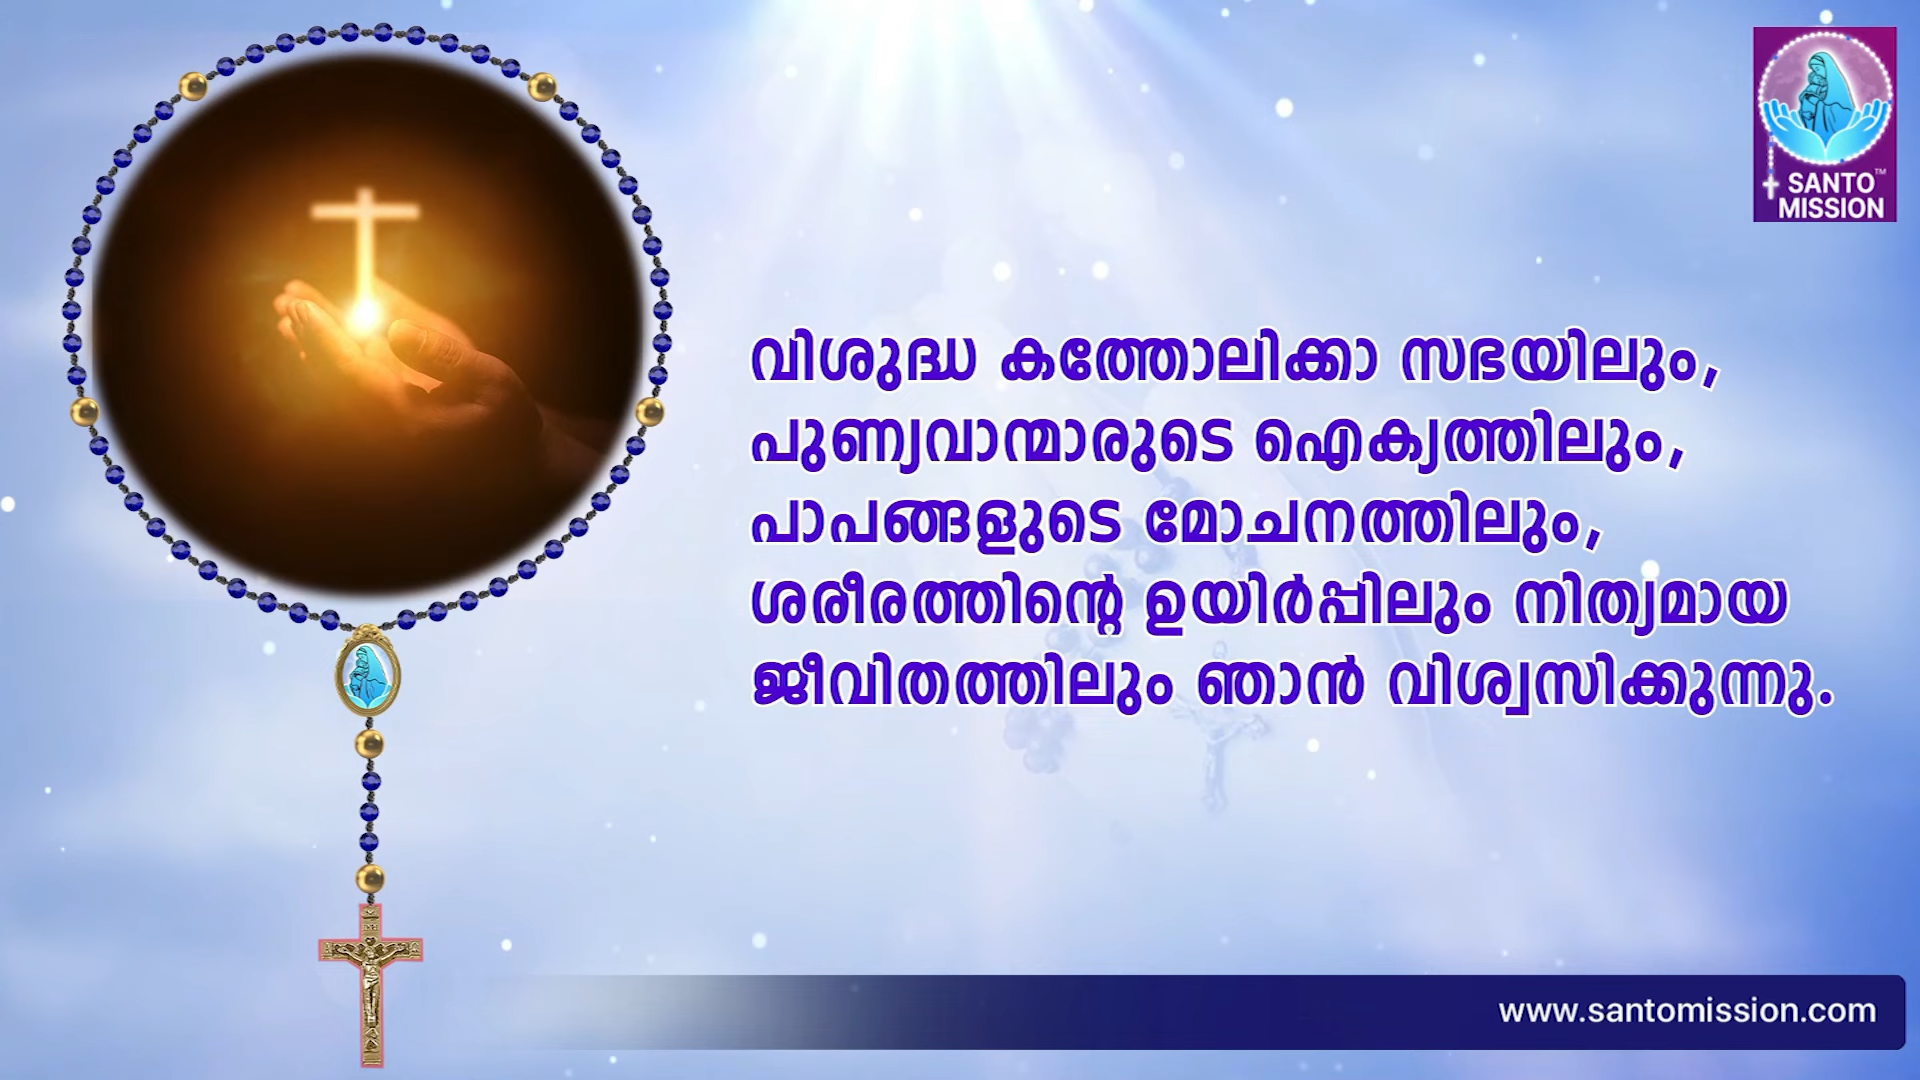 SANTO™
MISSION
വിശുദ്ധ കത്തോലിക്കാ സഭയിലും,
പുണ്യവാന്മാരുടെ ഐക്യത്തിലും,
പാപങ്ങളുടെ മോചനത്തിലും,
ശരീരത്തിന്റെ ഉയിർപ്പിലും നിത്യമായ
ജീവിതത്തിലും ഞാൻ വിശ്വസിക്കുന്നു.
www.santomission.com